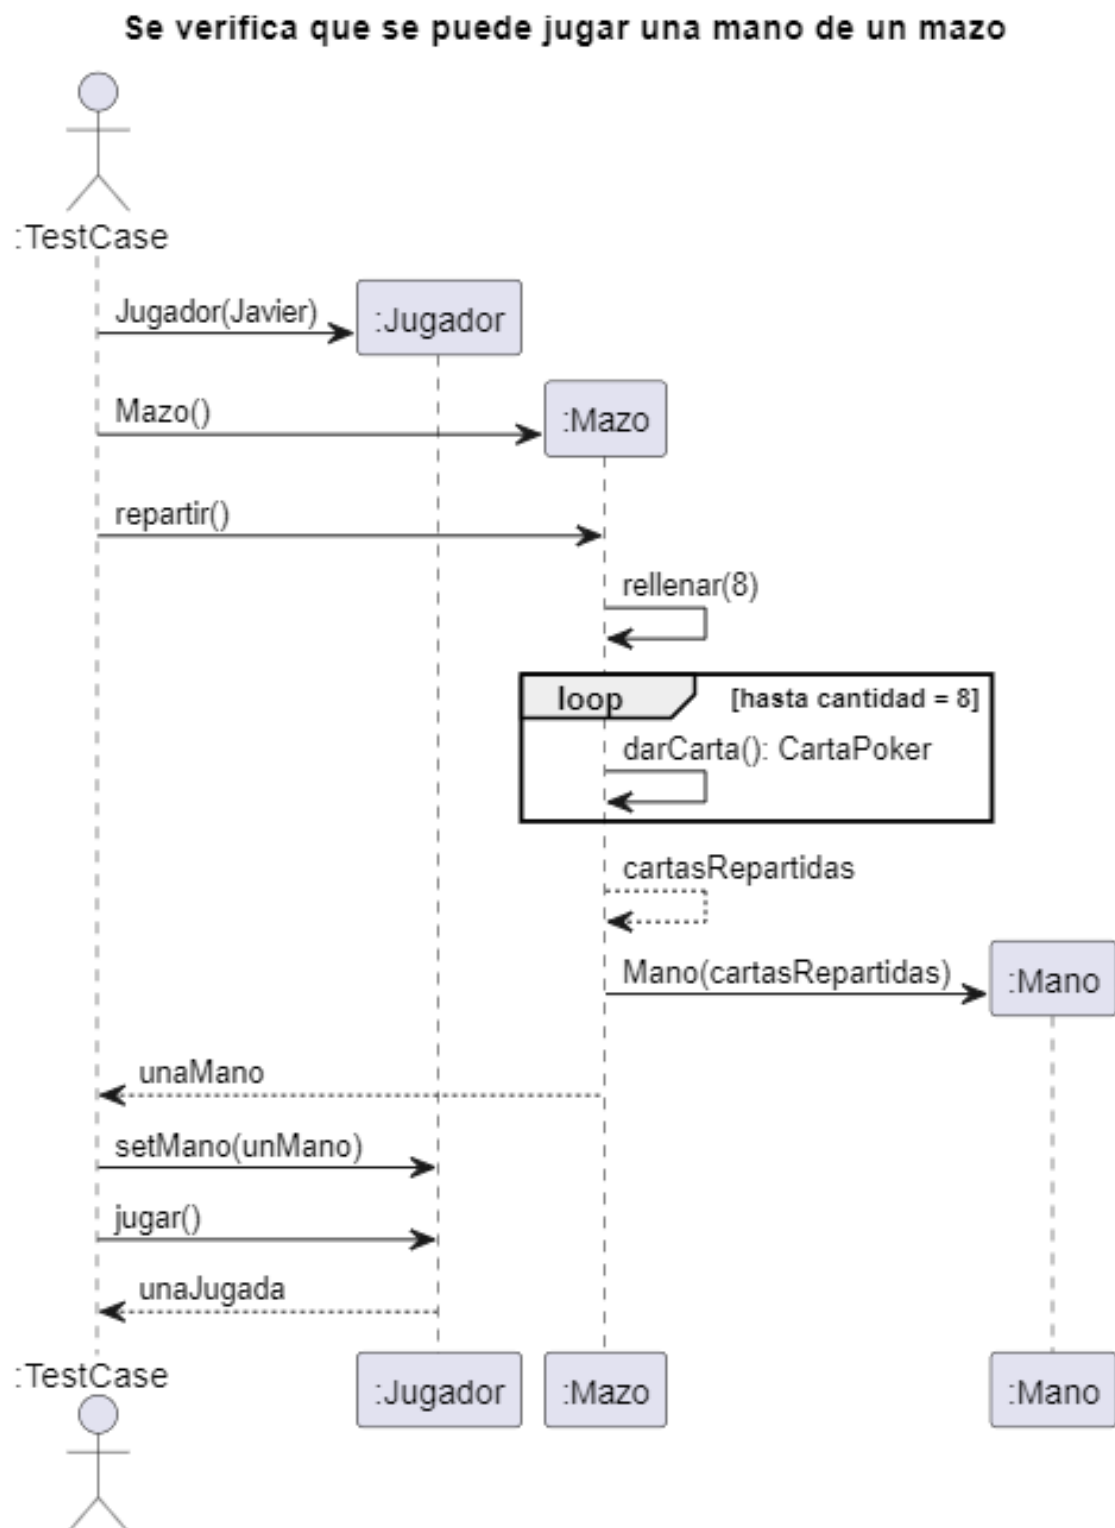 Se verifica que se puede jugar una mano de un mazo
:TestCase
Jugador(Javier)
:Jugador
Mazo()
:Mazo
repartir()
rellenar(8)
loop
[hasta cantidad = 8]
darCarta(): CartaPoker
cartasRepartidas
Mano(cartasRepartidas)
:Mano
unaMano
setMano(unMano)
jugar()
unaJugada
:TestCase
:Jugador
:Mazo
:Mano